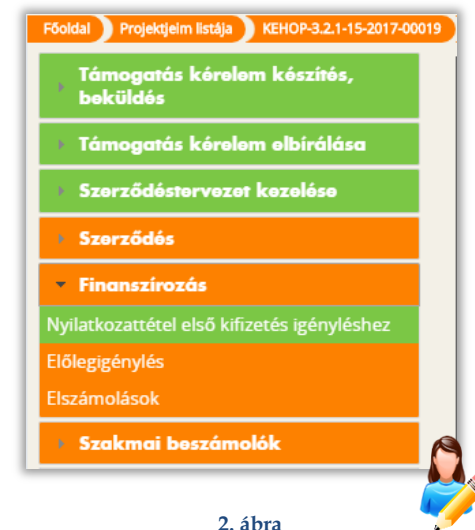 Főoldal Projektjeim listája KEHOP-3.2.1-15-2017-00019
Támogatás kérelem készítés,
beküldés
Támogatás kérelem elbírálása
Szerződéstervezet kezelése
Szerződés
Finanszírozás
Nyilatkozattétel első kifizetés igényléshez
Előlegigénylés
Elszámolások
Szakmai beszámolók
2. ábra